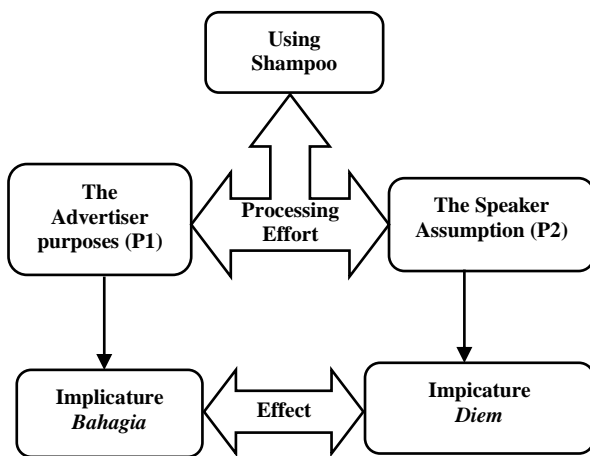 Using
Shampoo
The
Advertiser
purposes (P1)
Processing
Effort
The Speaker
Assumption (P2)
Implicature
Bahagia
Effect
Impicature
Diem